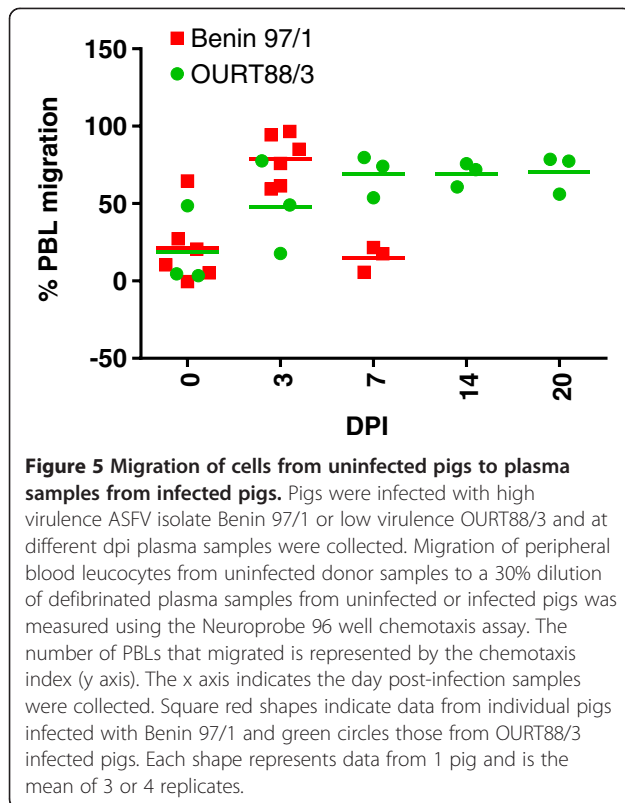 Benin 97/1
OURT88/3
150
100
50
0
-50
% PBL migration
0 3 7 14 20
DPI
Figure 5 Migration of cells from uninfected pigs to plasma
samples from infected pigs. Pigs were infected with high
virulence ASFV isolate Benin 97/1 or low virulence OURT88/3 and at
different dpi plasma samples were collected. Migration of peripheral
blood leucocytes from uninfected donor samples to a 30% dilution
of defibrinated plasma samples from uninfected or infected pigs was
measured using the Neuroprobe 96 well chemotaxis assay. The
number of PBLs that migrated is represented by the chemotaxis
index (y axis). The x axis indicates the day post-infection samples
were collected. Square red shapes indicate data from individual pigs
infected with Benin 97/1 and green circles those from OURT88/3
infected pigs. Each shape represents data from 1 pig and is the
mean of 3 or 4 replicates.